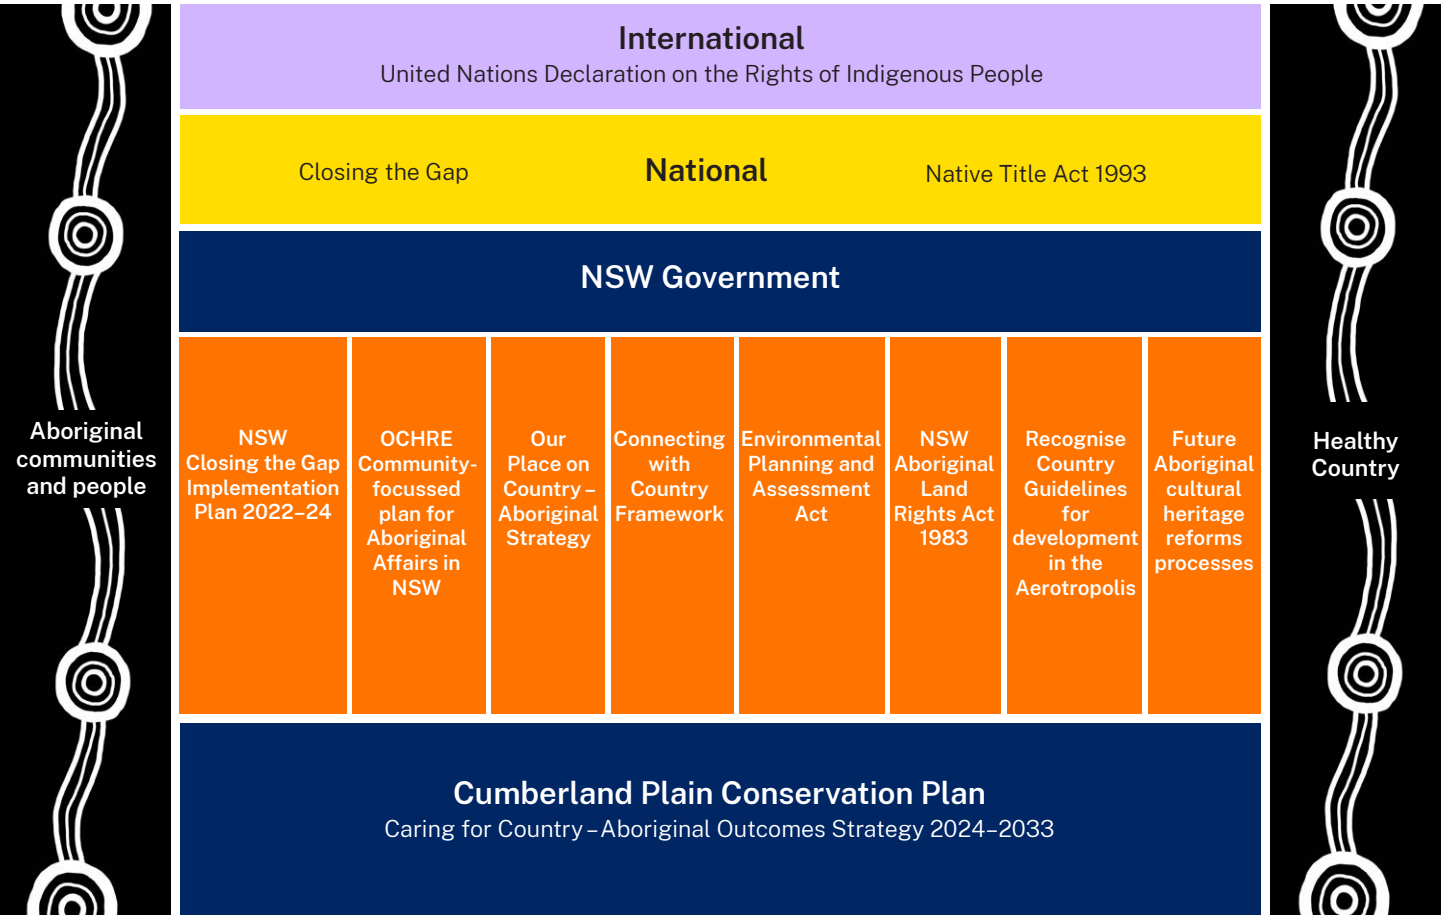 International
United Nations Declaration on the Rights of Indigenous People
Closing the Gap
National
Native Title Act 1993
NSW Government
Aboriginal
communities
and people
NSW
Closing the Gap
Implementation
Plan 2022–24
OCHRE
Community-
focussed
plan for
Aboriginal
Affairs in
NSW
Our
Place on
Country –
Aboriginal
Strategy
Connecting
with
Country
Framework
Environmental
Planning and
Assessment
Act
NSW
Aboriginal
Land
Rights Act
1983
Recognise
Country
Guidelines
for
development
in the
Aerotropolis
Future
Aboriginal
cultural
heritage
reforms
processes
Healthy
Country
Cumberland Plain Conservation Plan
Caring for Country – Aboriginal Outcomes Strategy 2024–2033